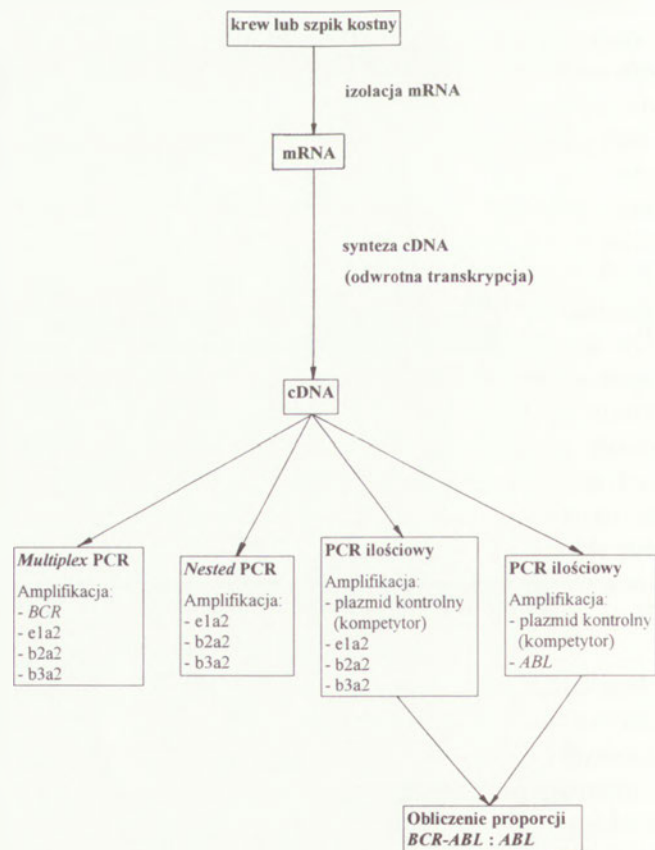 krew lub szpik kostny
izolacja mRNA
mRNA
synteza cDNA
(odwrotna transkrypcja)
cDNA
Multiplex PCR
Amplifikacja:
- BCR
- e1a2
- b2a2
- b3a2
Nested PCR
Amplifikacja:
- e1a2
- b2a2
- b3a2
PCR ilościowy
Amplifikacja:
- plazmid kontrolny
(kompetytor)
- e1a2
- b2a2
- b3a2
PCR ilościowy
Amplifikacja:
- plazmid kontrolny
(kompetytor)
- ABL
Obliczenie proporcji
BCR-ABL : ABL